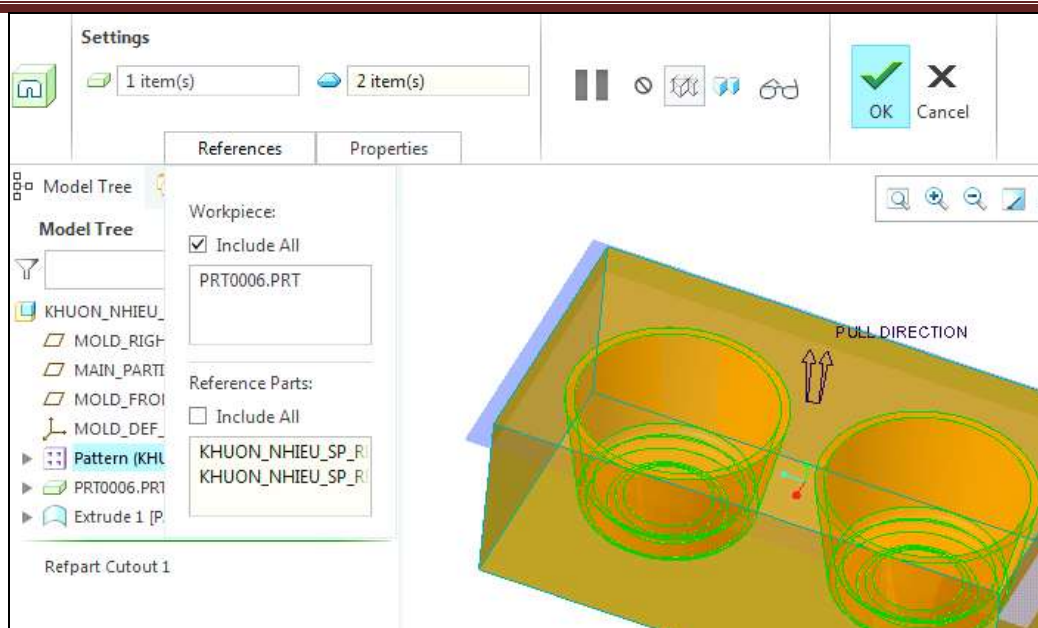 Settings
1 item(s)
2 item(s)
OK
Cancel
References
Properties
Model Tree
Model Tree
Workpiece:
Include All
PRT0006.PRT
KHUON_NHIEU_
MOLD_RIGH
MAIN_PARTI
MOLD_FRO
MOLD_DEF_
Pattern (KHU
PRT0006.PRT
Extrude 1 [P
Reference Parts:
Include All
KHUON_NHIEU_SP_R
KHUON_NHIEU_SP_R
Refpart Cutout 1
PULL DIRECTION